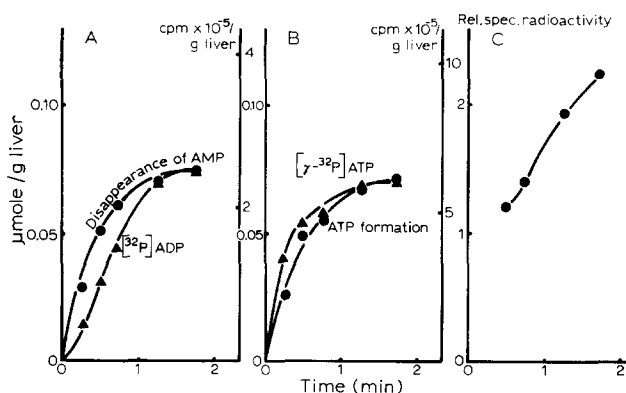 A
cpm x 10⁻⁵/
g liver
B
cpm x 10⁻⁵/
g liver
Rel. spec. radioactivity
C
μmole/g liver
0.10
0.05
0
4
2
0
0.10
0.05
0
10
5
0
2
1
0
Disappearance of AMP
[³²P] ADP
[γ-³²P] ATP
ATP formation
0 1 2
0 1 2
0 1 2
Time (min)